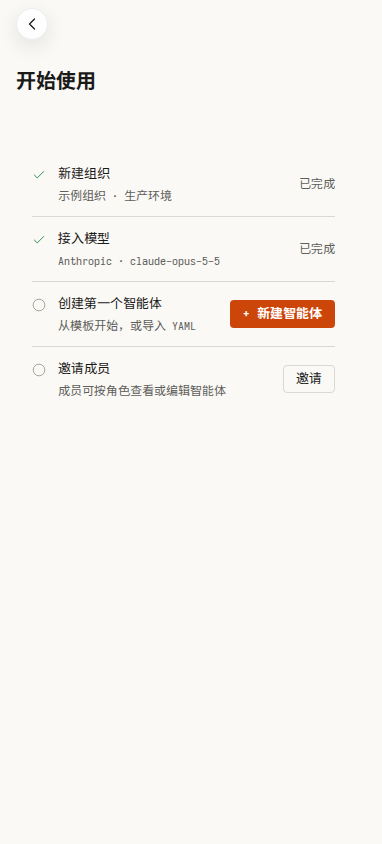 开始使用
新建组织
示例组织 · 生产环境
已完成
接入模型
Anthropic · claude-opus-5-5
已完成
创建第一个智能体
从模板开始，或导入 YAML
+ 新建智能体
邀请成员
成员可按角色查看或编辑智能体
邀请